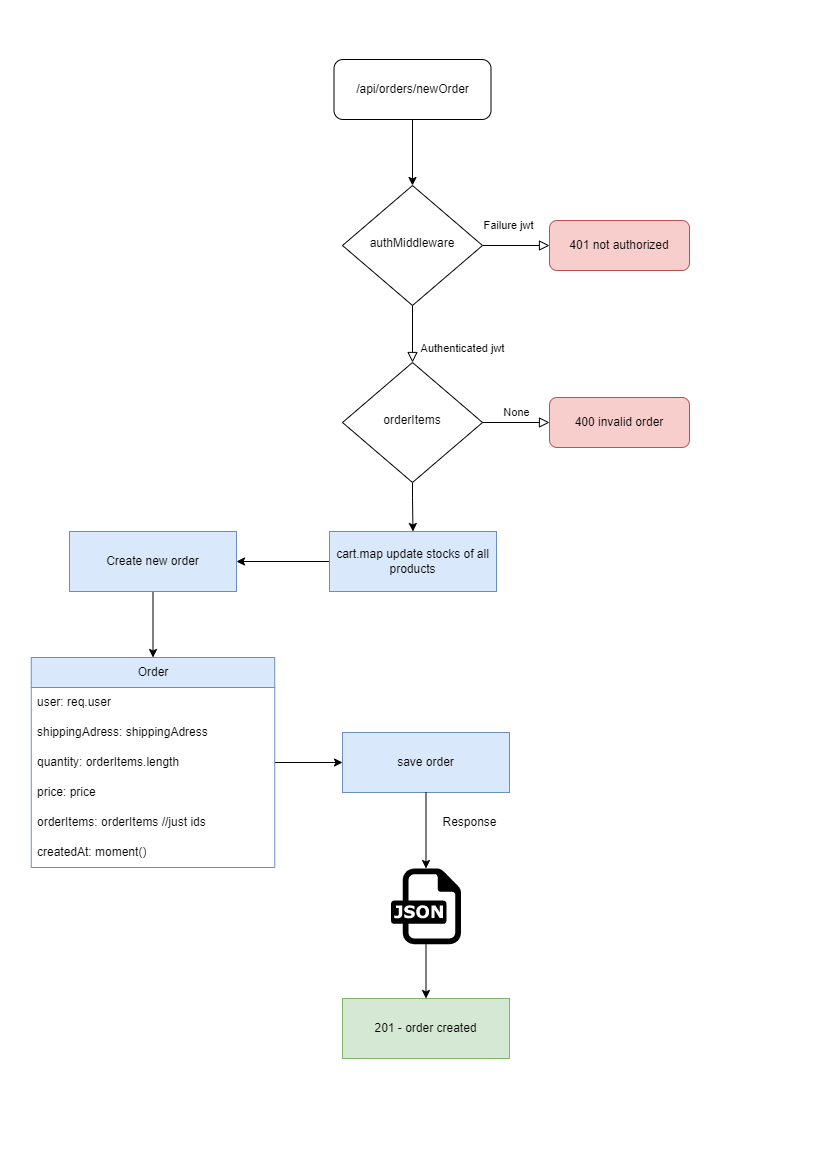 /api/orders/newOrder
authMiddleware
Failure jwt
401 not authorized
Authenticated jwt
orderItems
None
400 invalid order
cart.map update stocks of all
products
Create new order
Order
user: req.user
shippingAdress: shippingAdress
quantity: orderItems.length
price: price
orderItems: orderItems //just ids
createdAt: moment()
save order
Response
JSON
201 - order created